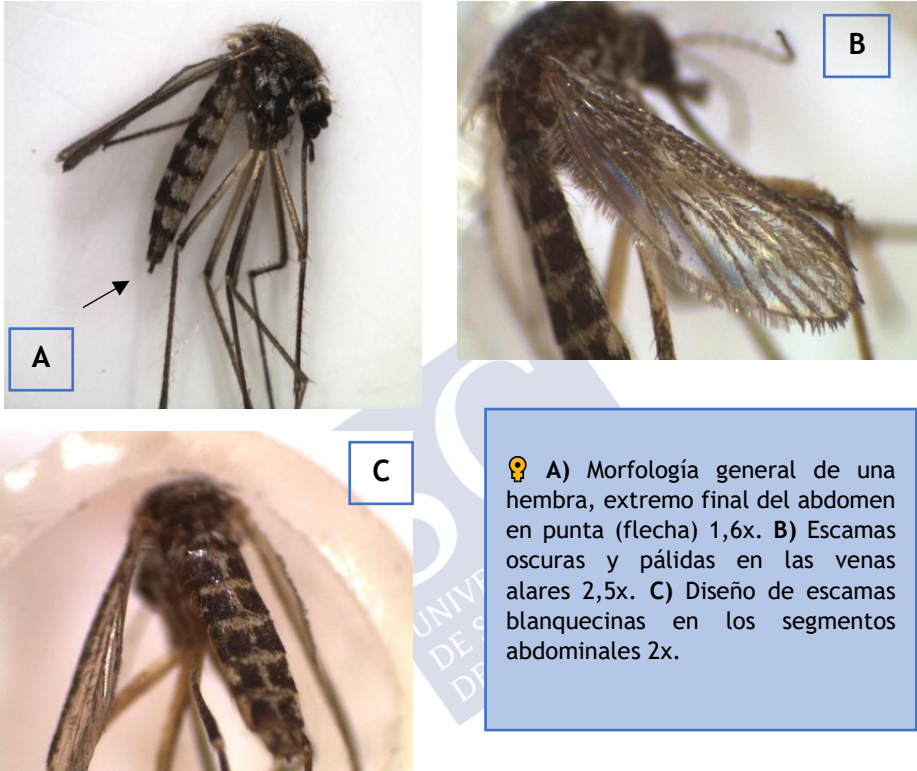 B
A
C
A) Morfología general de una
hembra, extremo final del abdomen
en punta (flecha) 1,6x. B) Escamas
oscuras y pálidas en las venas
alares 2,5x. C) Diseño de escamas
blanquecinas en los segmentos
abdominales 2x.